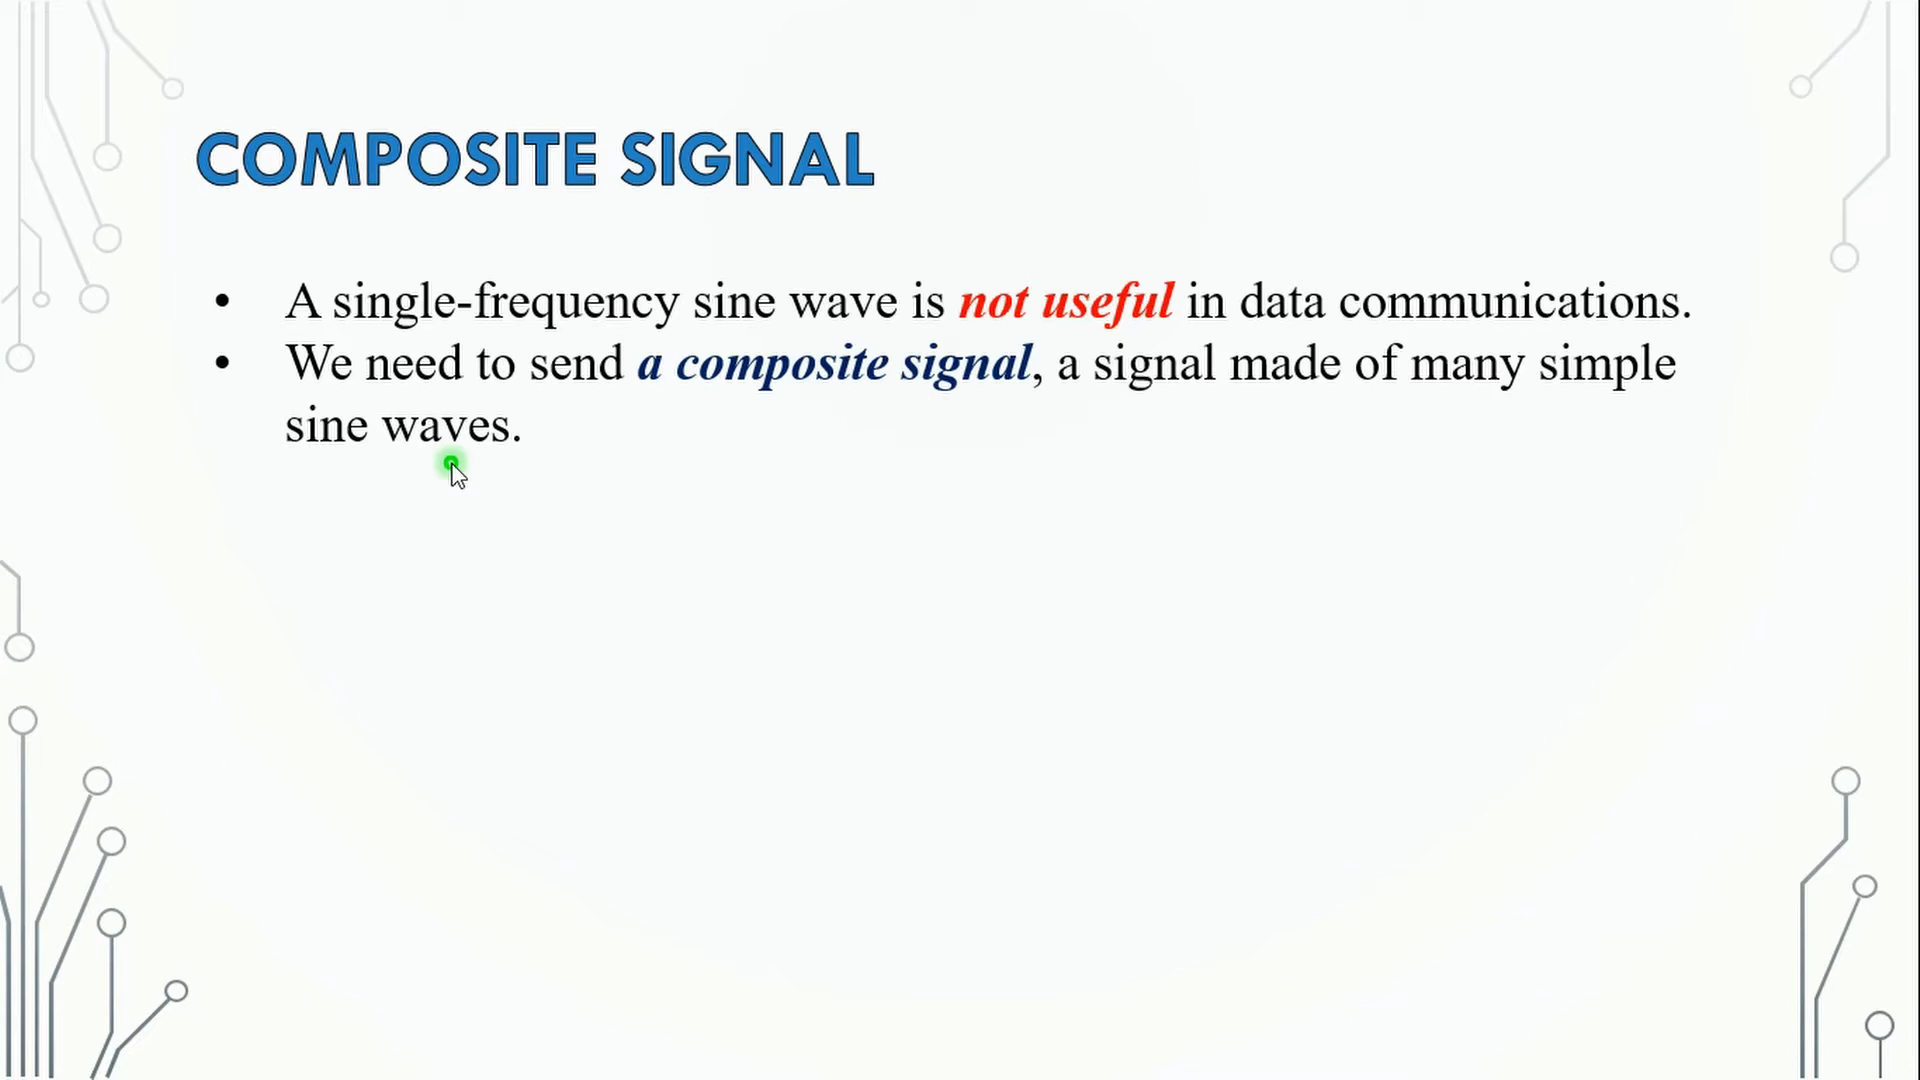 COMPOSITE SIGNAL
• A single-frequency sine wave is not useful in data communications.
• We need to send a composite signal, a signal made of many simple
sine waves.